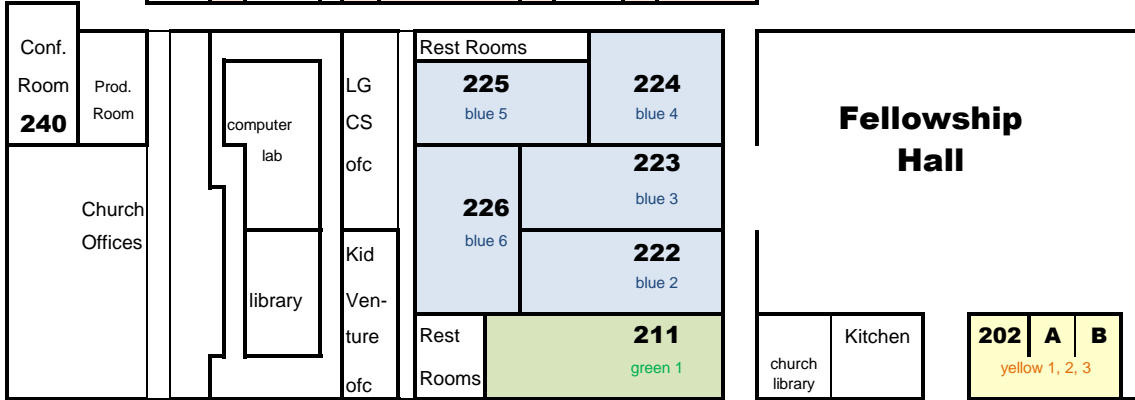 Conf.
Room
240
Prod.
Room
Church
Offices
computer
lab
library
LG
CS
ofc
Kid
Ven-
ture
ofc
Rest Rooms
225
blue 5
224
blue 4
223
blue 3
226
blue 6
222
blue 2
Rest
Rooms
211
green 1
Fellowship
Hall
church
library
Kitchen
202 A B
yellow 1, 2, 3